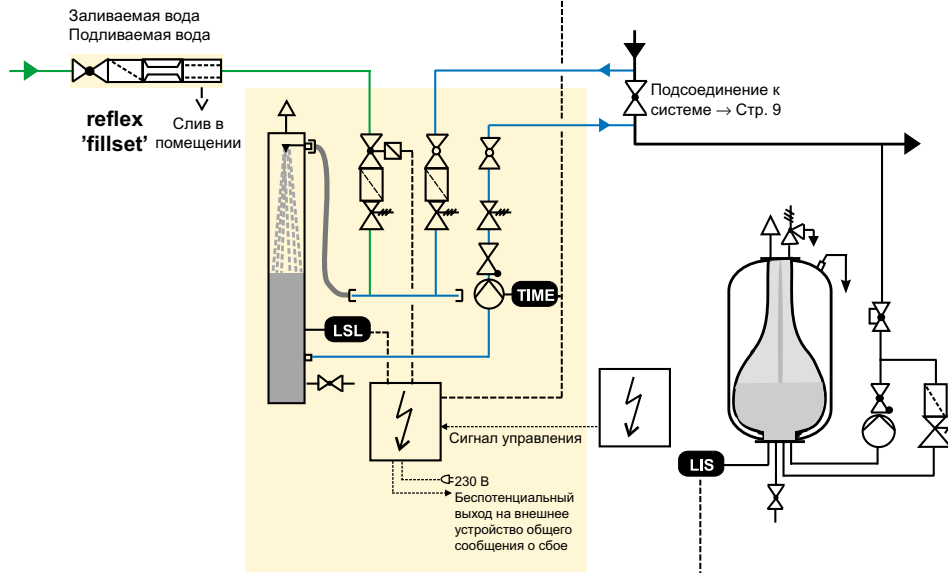 Заливаемая вода
Подливаемая вода
reflex
'fillset'
Слив в
помещении
Подсоединение к
системе → Стр. 9
TIME
LSL
Сигнал управления
LIS
230 В
Беспотенциальный
выход на внешнее
устройство общего
сообщения о сбое